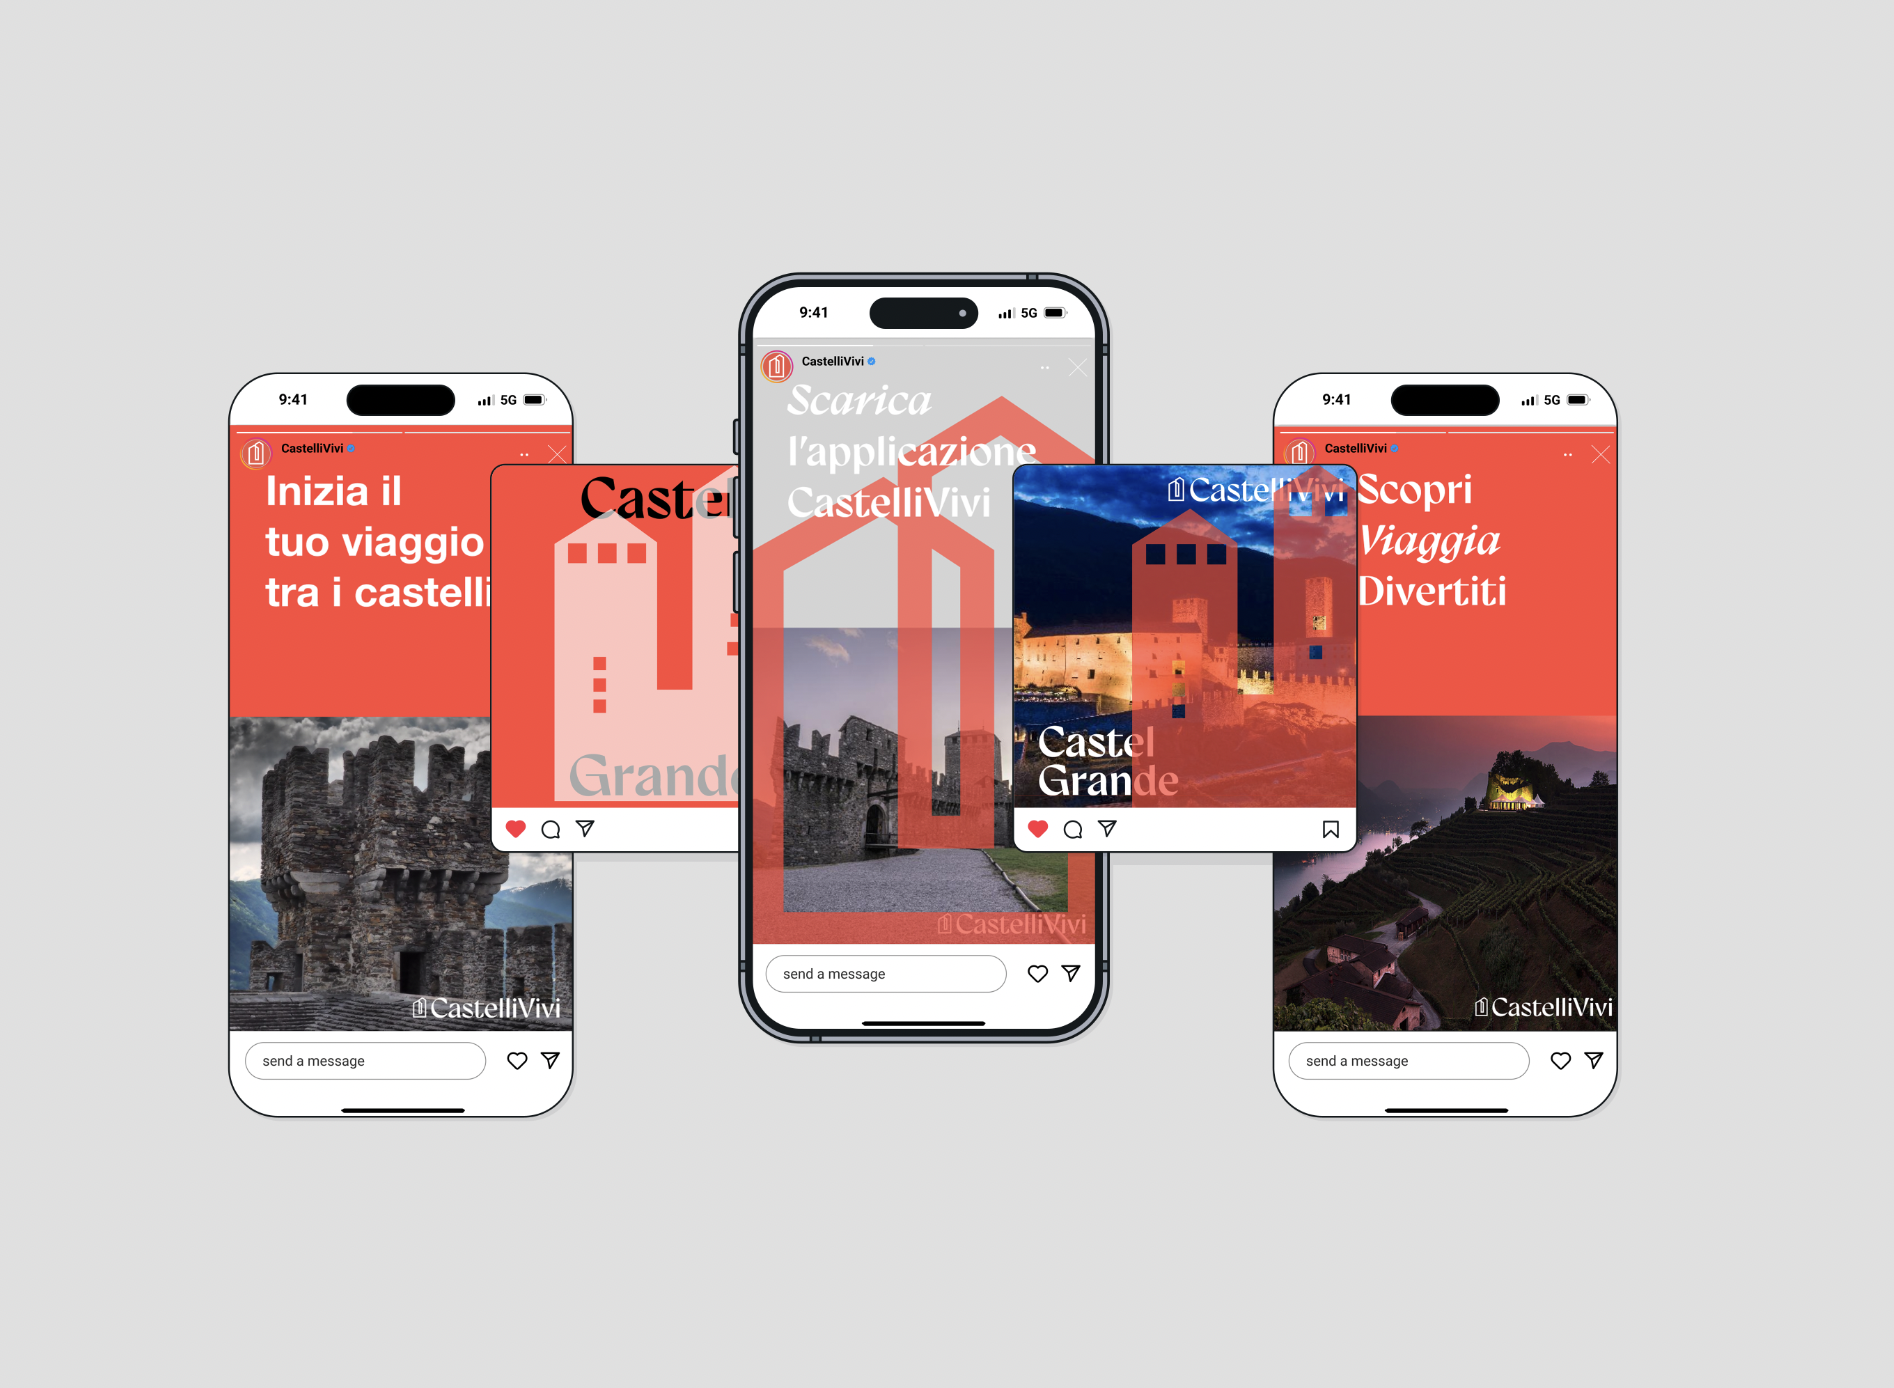 9:41
5G
CastelliVivi
Inizia il
tuo viaggio
tra i castelli
CastelliVivi
send a message
Castel
Grande
9:41
5G
CastelliVivi
Scarica
l'applicazione
CastelliVivi
CastelliVivi
send a message
CastelliVivi
Castel
Grande
9:41
5G
CastelliVivi
Scopri
Viaggia
Divertiti
CastelliVivi
send a message